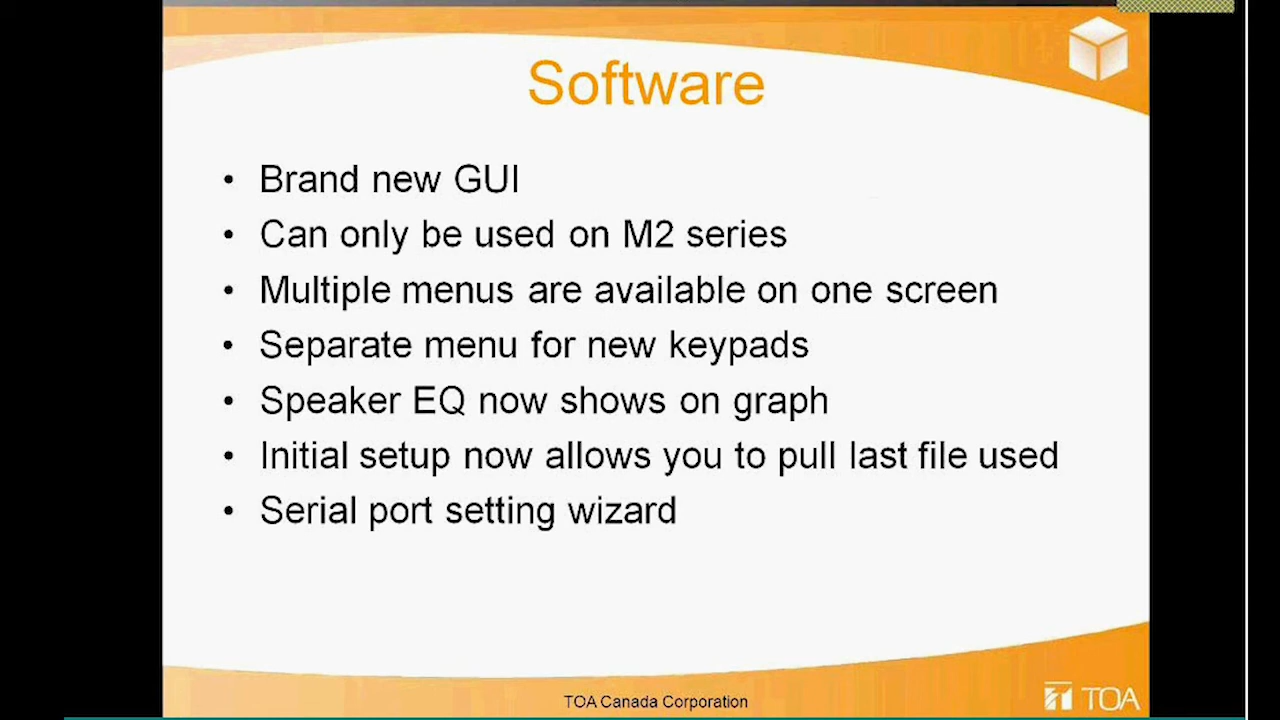 Software
• Brand new GUI
• Can only be used on M2 series
• Multiple menus are available on one screen
• Separate menu for new keypads
• Speaker EQ now shows on graph
• Initial setup now allows you to pull last file used
• Serial port setting wizard
TOA Canada Corporation
TOA